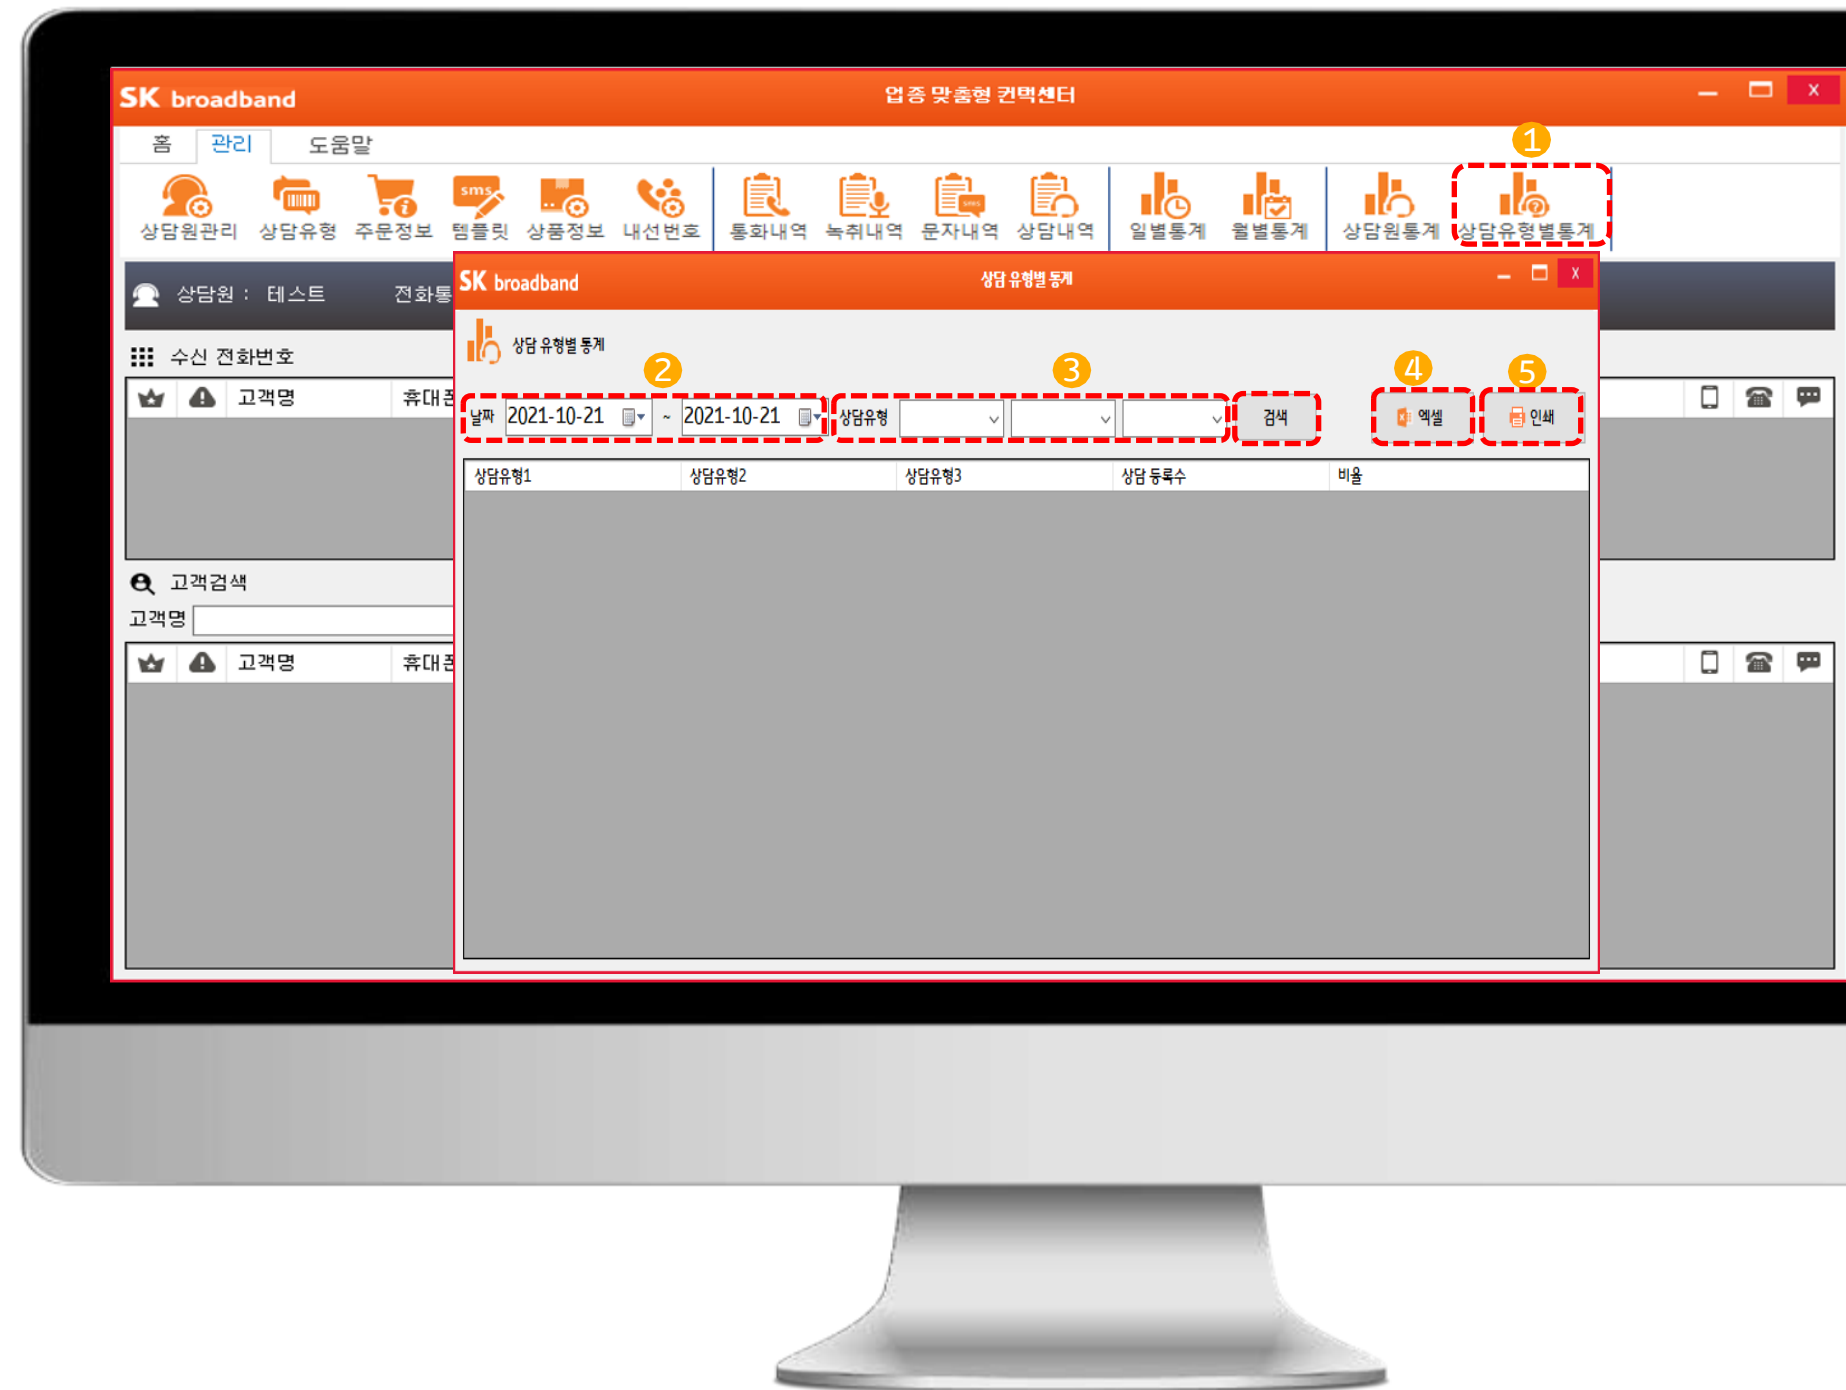 SK broadband 업종 맞춤형 컨택센터
홈 관리 도움말
1
상담원관리 상담유형 주문정보 템플릿 상품정보 내선번호 통화내역 녹취내역 문자내역 상담내역 일별통계 월별통계 상담원통계 상담유형별통계
sms
SK broadband 상담 유형별 통계
상담원 : 테스트 전화통
상담 유형별 통계
수신 전화번호
2 3 4 5
고객명 휴대폰
날짜 2021-10-21 ~ 2021-10-21 상담유형 검색 엑셀 인쇄
상담유형1 상담유형2 상담유형3 상담 등록수 비율
고객검색
고객명
고객명 휴대폰